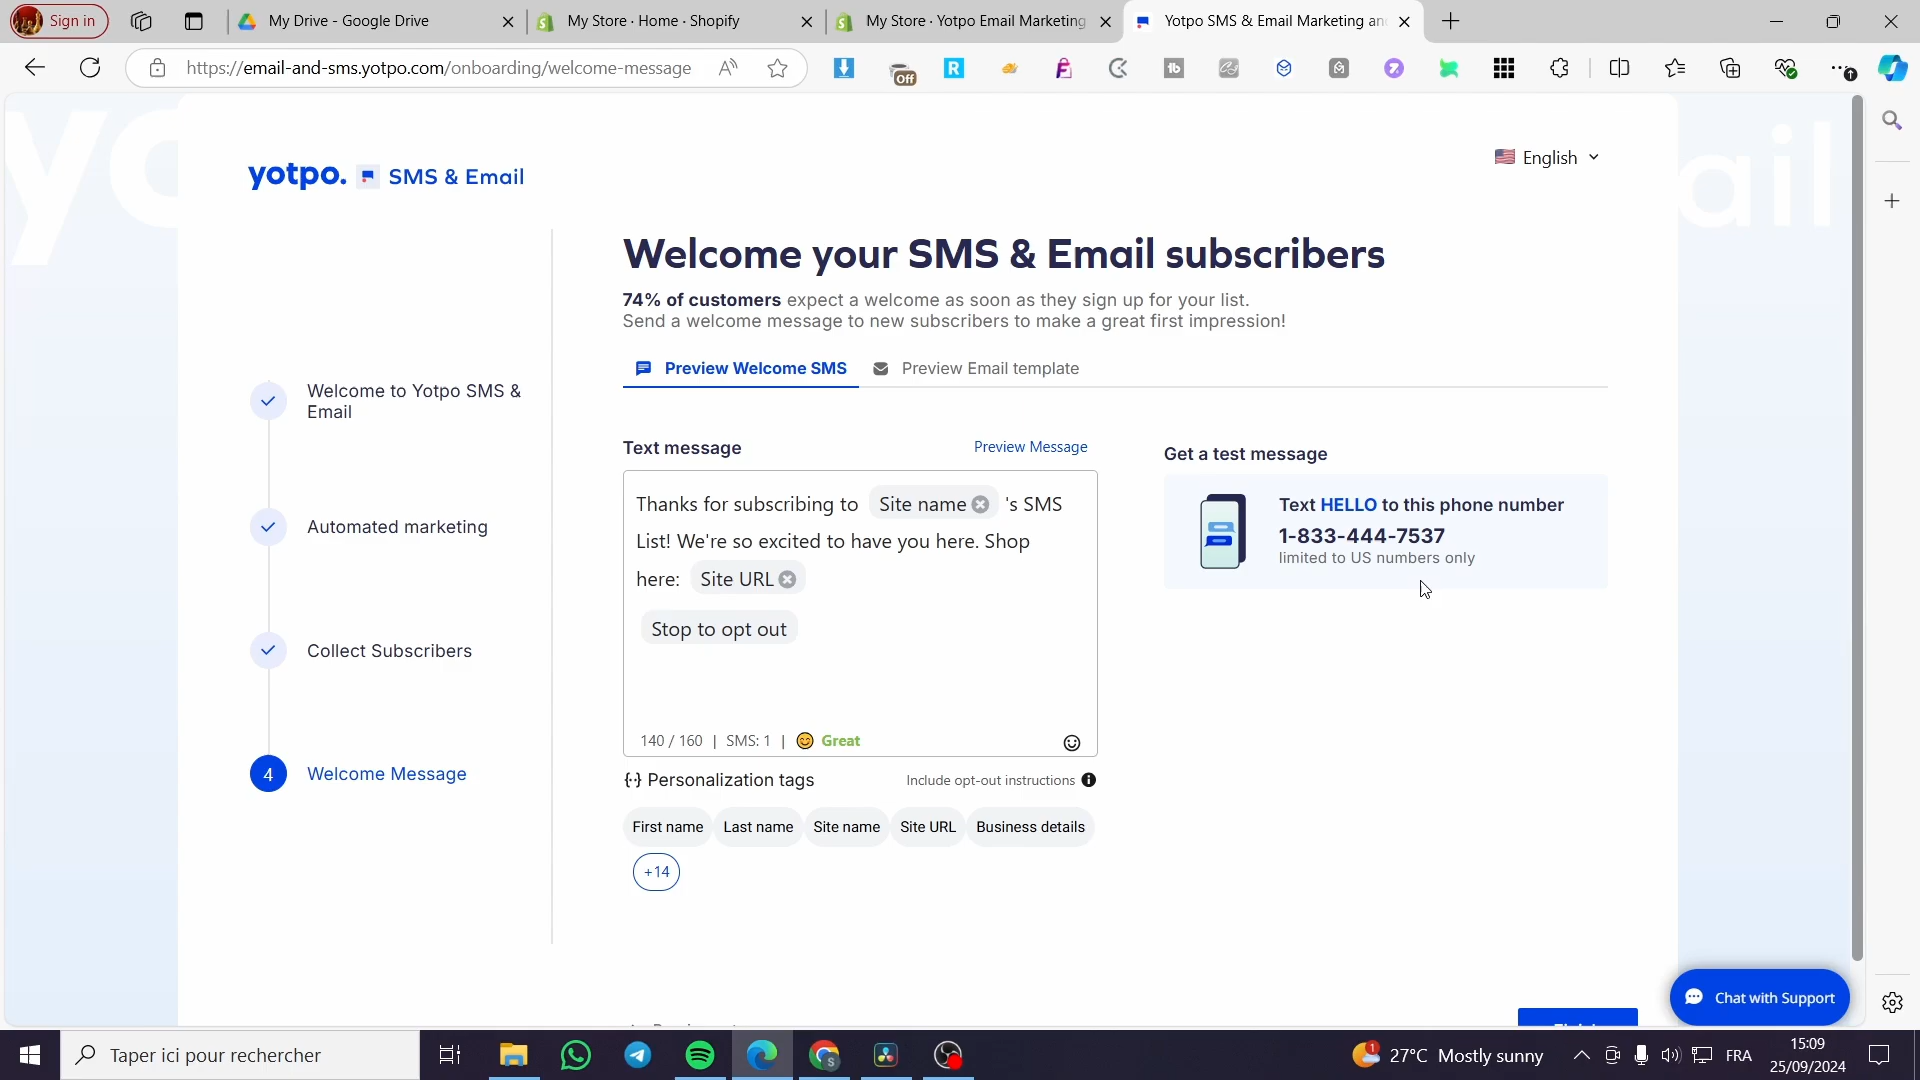 Sign in
My Drive - Google Drive
My Store · Home · Shopify
My Store · Yotpo Email Marketing
Yotpo SMS & Email Marketing an
https://email-and-sms.yotpo.com/onboarding/welcome-message
Off
yotpo. SMS & Email
English
Welcome your SMS & Email subscribers
74% of customers expect a welcome as soon as they sign up for your list.
Send a welcome message to new subscribers to make a great first impression!
Preview Welcome SMS
Preview Email template
Welcome to Yotpo SMS &
Email
Automated marketing
Collect Subscribers
4 Welcome Message
Text message
Preview Message
Thanks for subscribing to Site name 's SMS
List! We're so excited to have you here. Shop
here: Site URL
Stop to opt out
140 / 160 | SMS: 1 | Great
{·} Personalization tags
Include opt-out instructions
First name
Last name
Site name
Site URL
Business details
+14
Get a test message
Text HELLO to this phone number
1-833-444-7537
limited to US numbers only
Chat with Support
Taper ici pour rechercher
1
27°C Mostly sunny
FRA
15:09
25/09/2024